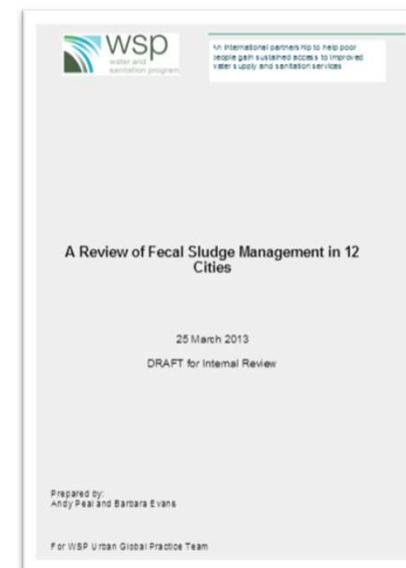 wsp
water and
sanitation program
An international partnership to help poor
people gain sustained access to improved
water supply and sanitation services
A Review of Fecal Sludge Management in 12
Cities
25 March 2013
DRAFT for Internal Review
Prepared by:
Andy Peal and Barbara Evans
For WSP Urban Global Practice Team